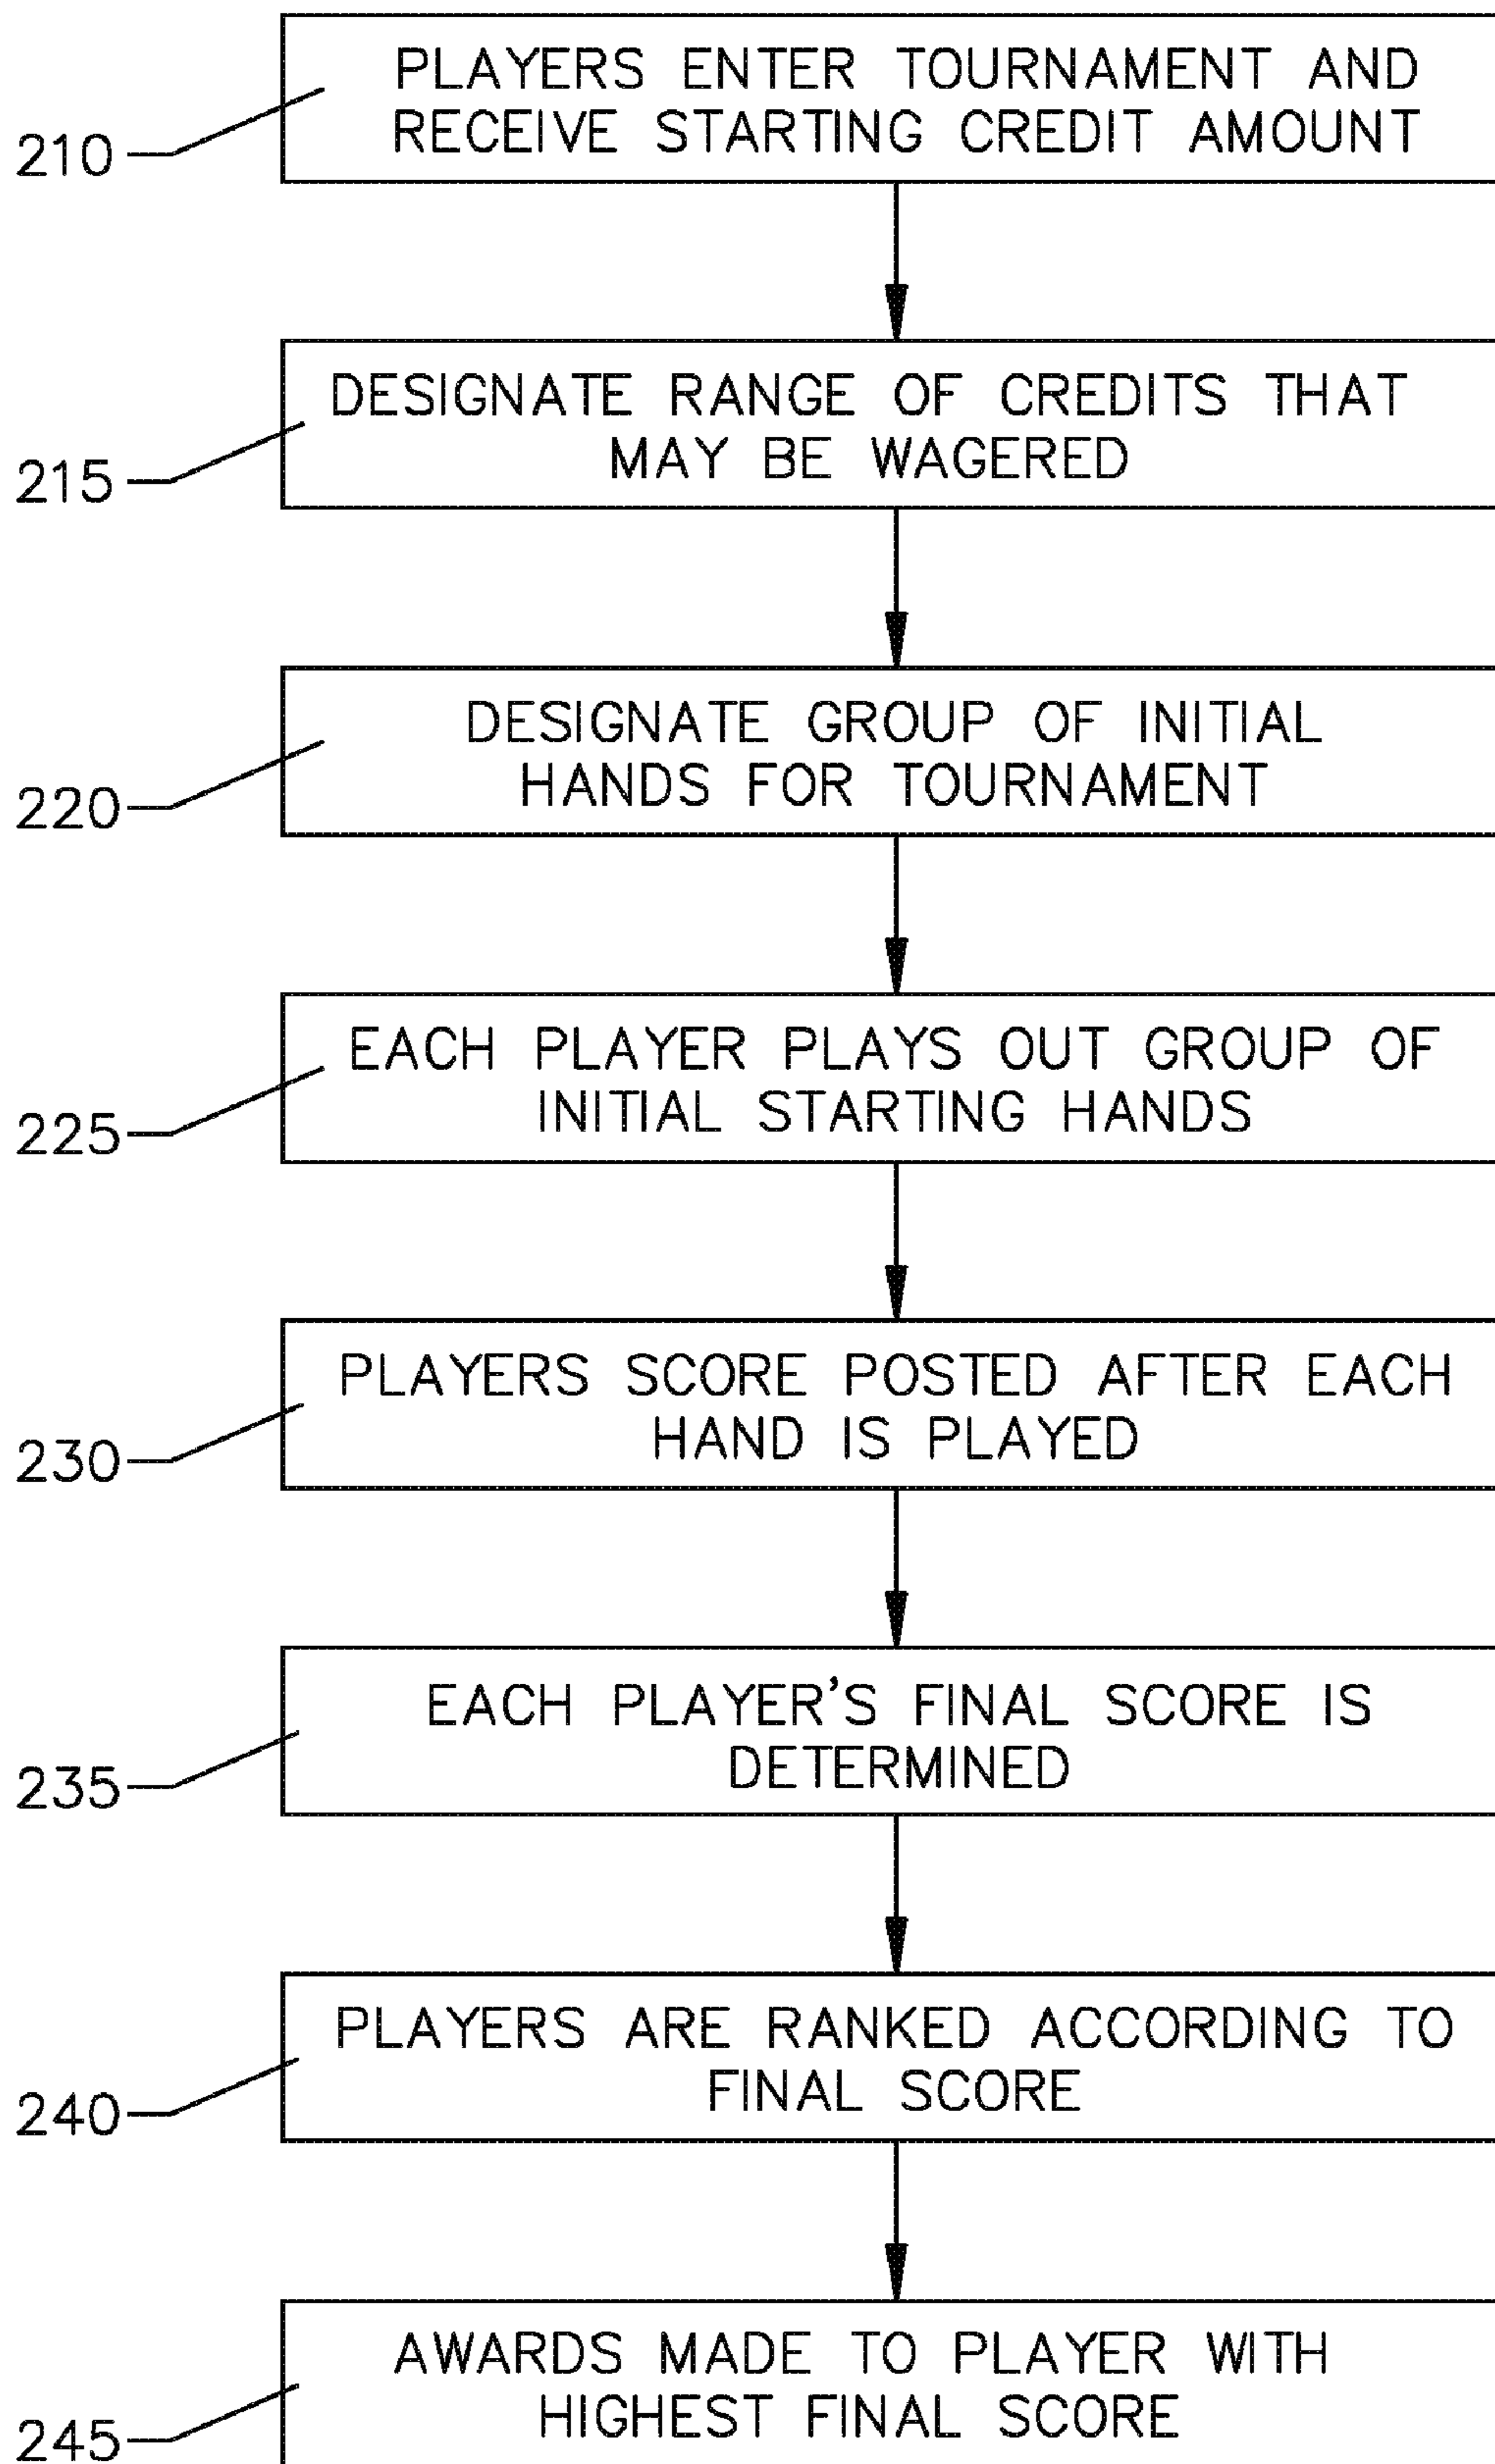 PLAYERS ENTER TOURNAMENT AND
RECEIVE STARTING CREDIT AMOUNT
210
DESIGNATE RANGE OF CREDITS THAT
MAY BE WAGERED
215
DESIGNATE GROUP OF INITIAL
HANDS FOR TOURNAMENT
220
EACH PLAYER PLAYS OUT GROUP OF
INITIAL STARTING HANDS
225
PLAYERS SCORE POSTED AFTER EACH
HAND IS PLAYED
230
EACH PLAYER'S FINAL SCORE IS
DETERMINED
235
PLAYERS ARE RANKED ACCORDING TO
FINAL SCORE
240
AWARDS MADE TO PLAYER WITH
HIGHEST FINAL SCORE
245